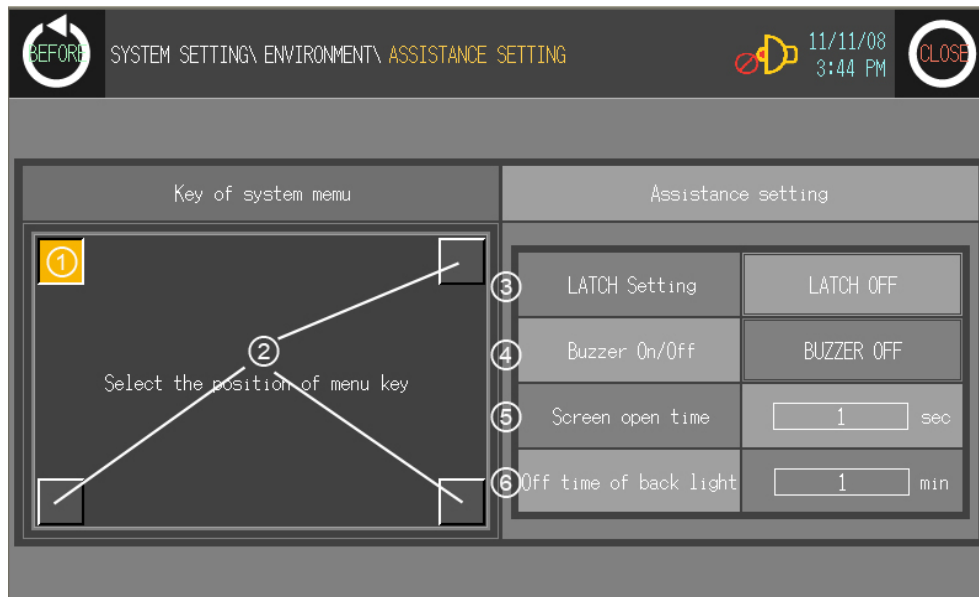 BEFORE
SYSTEM SETTING\ ENVIRONMENT\ ASSISTANCE SETTING
11/11/08
3:44 PM
CLOSE
Key of system memu
Assistance setting
①
②
Select the position of menu key
③ LATCH Setting LATCH OFF
④ Buzzer On/Off BUZZER OFF
⑤ Screen open time 1 sec
⑥ Off time of back light 1 min